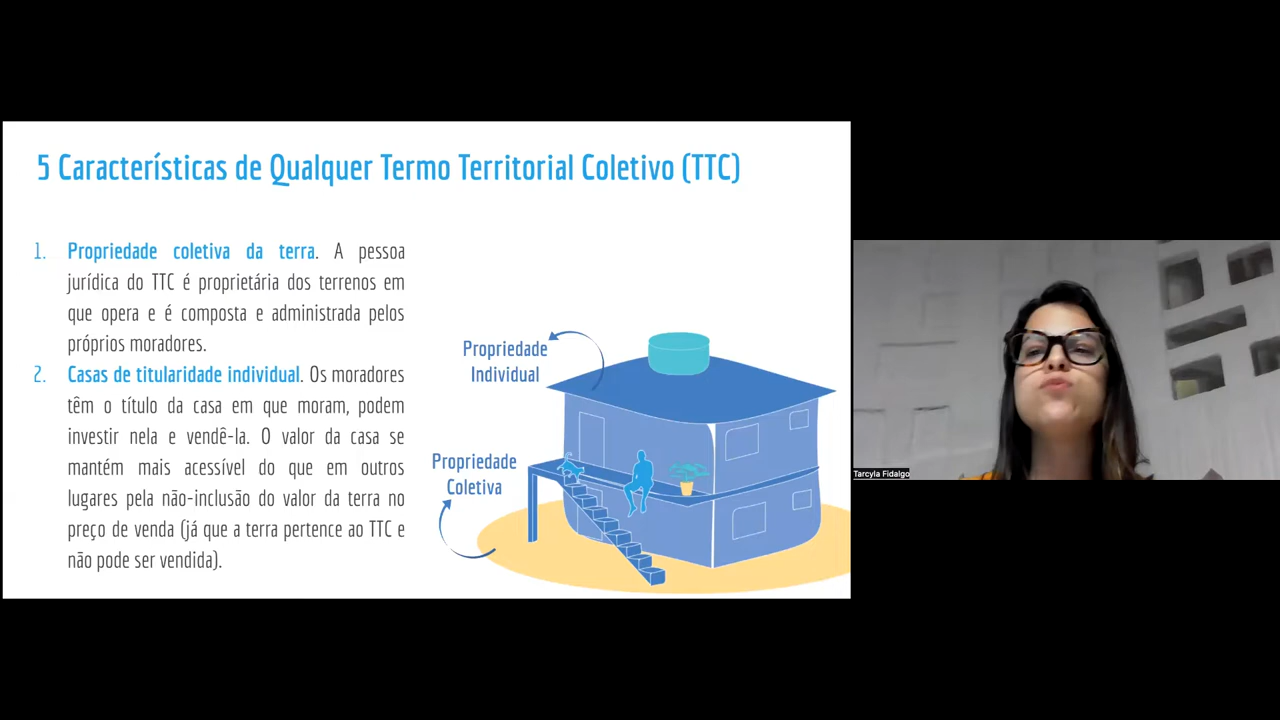 5 Características de Qualquer Termo Territorial Coletivo (TTC)
1. Propriedade coletiva da terra. A pessoa
jurídica do TTC é proprietária dos terrenos em
que opera e é composta e administrada pelos
próprios moradores.
2. Casas de titularidade individual. Os moradores
têm o título da casa em que moram, podem
investir nela e vendê-la. O valor da casa se
mantém mais acessível do que em outros
lugares pela não-inclusão do valor da terra no
preço de venda (já que a terra pertence ao TTC e
não pode ser vendida).
Propriedade
Individual
Propriedade
Coletiva
Tarcyla Fidalgo